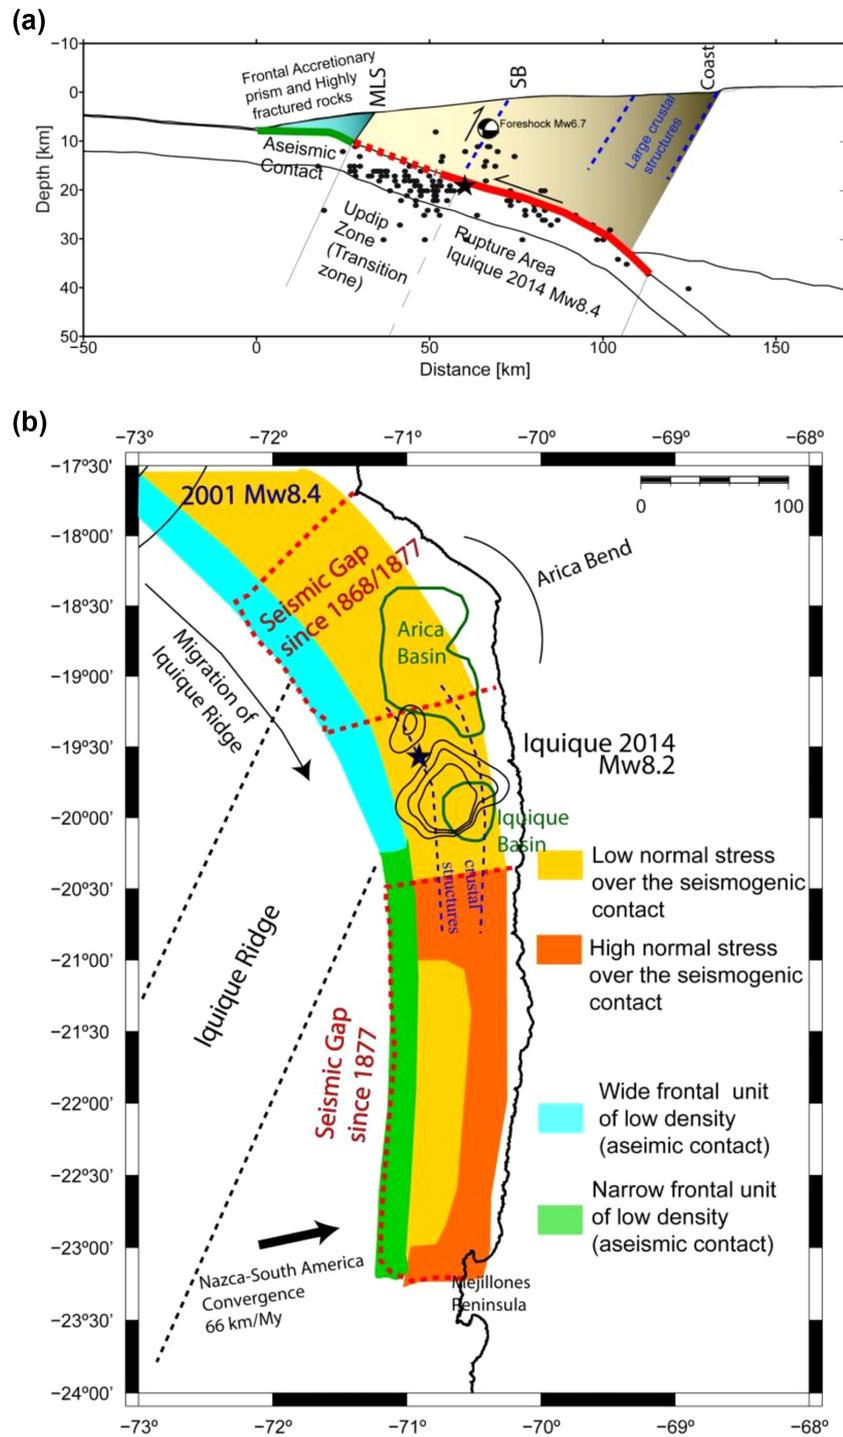 (a)
−10
0
10
20
30
40
50
Depth [km]
Frontal Accretionary
prism and Highly
fractured rocks
MLS
SB
Coast
Foreshock Mw6.7
Large crustal
structures
Aseismic
Contact
Updip
Zone
(Transition
zone)
Rupture Area
Iquique 2014 Mw8.4
−50
0
50
100
150
Distance [km]
(b)
−73°
−72°
−71°
−70°
−69°
−68°
−17°30'
−18°00'
−18°30'
−19°00'
−19°30'
−20°00'
−20°30'
−21°00'
−21°30'
−22°00'
−22°30'
−23°00'
−23°30'
−24°00'
2001 Mw8.4
0
100
Seismic Gap
since 1868/1877
Arica Bend
Arica
Basin
Migration of
Iquique Ridge
Iquique 2014
Mw8.2
Iquique
Basin
crustal
structures
Iquique Ridge
Seismic Gap
since 1877
Low normal stress
over the seismogenic
contact
High normal stress
over the seismogenic
contact
Wide frontal unit
of low density
(aseimic contact)
Narrow frontal unit
of low density
(aseismic contact)
Nazca-South America
Convergence
66 km/My
Mejillones
Peninsula
−73°
−72°
−71°
−70°
−69°
−68°